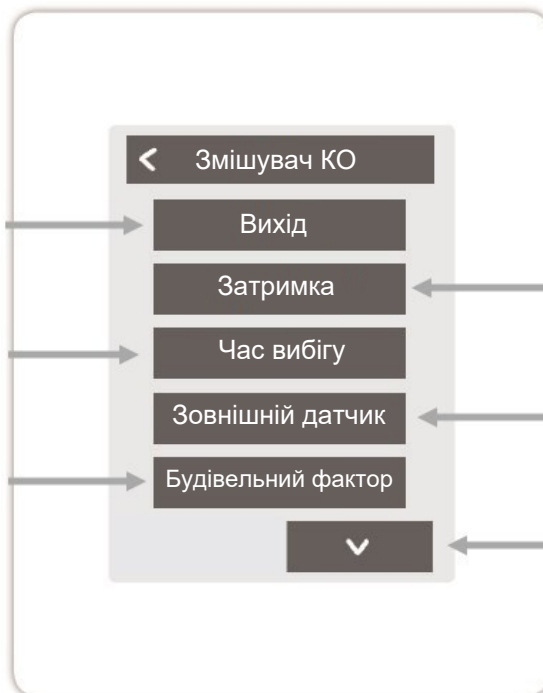 Змішувач КО
Вихід
Затримка
Час вибігу
Зовнішній датчик
Будівельний фактор